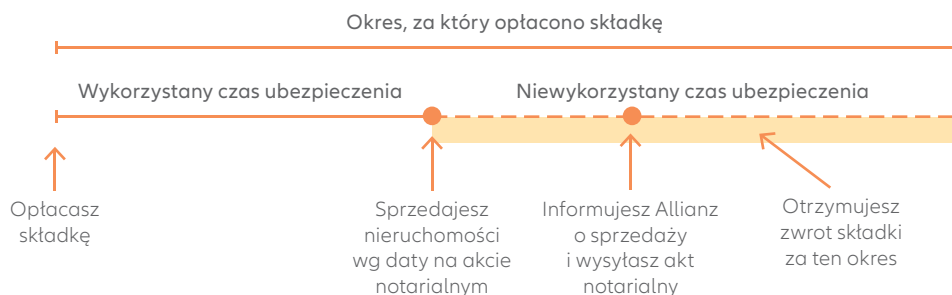 Okres, za który opłacono składkę
Wykorzystany czas ubezpieczenia
Niewykorzystany czas ubezpieczenia
Opłacasz
składkę
Sprzedajesz
nieruchomości
wg daty na akcie
notarialnym
Informujesz Allianz
o sprzedaży
i wysyłasz akt
notarialny
Otrzymujesz
zwrot składki
za ten okres